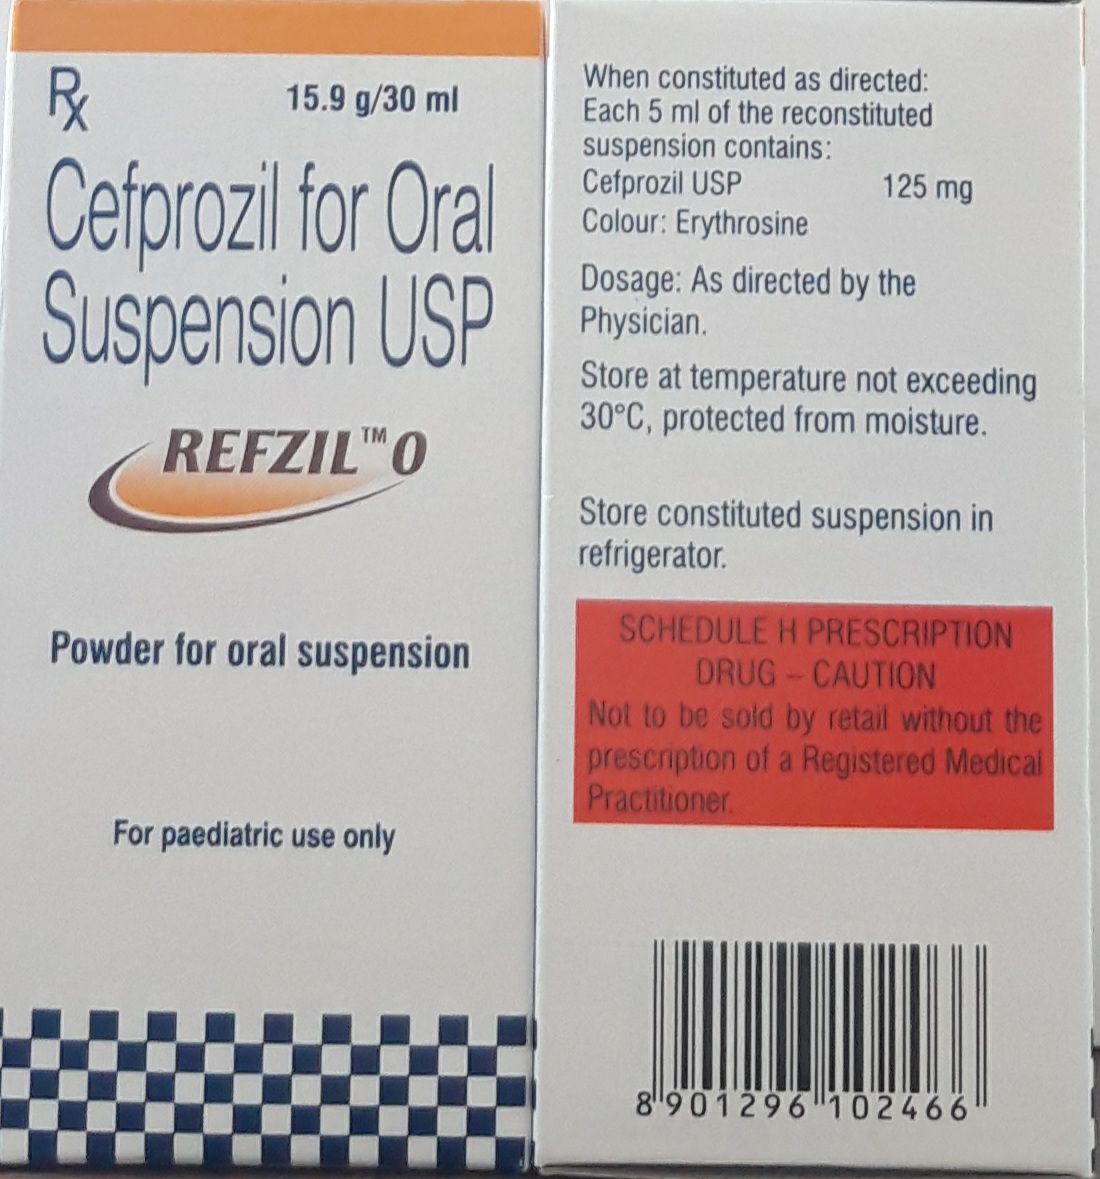 Rx
15.9 g/30 ml
Cefprozil for Oral
Suspension USP
REFZIL™ O
Powder for oral suspension
For paediatric use only
When constituted as directed:
Each 5 ml of the reconstituted
suspension contains:
Cefprozil USP 125 mg
Colour: Erythrosine
Dosage: As directed by the
Physician.
Store at temperature not exceeding
30°C, protected from moisture.
Store constituted suspension in
refrigerator.
SCHEDULE H PRESCRIPTION
DRUG – CAUTION
Not to be sold by retail without the
prescription of a Registered Medical
Practitioner.
8 901296 102466